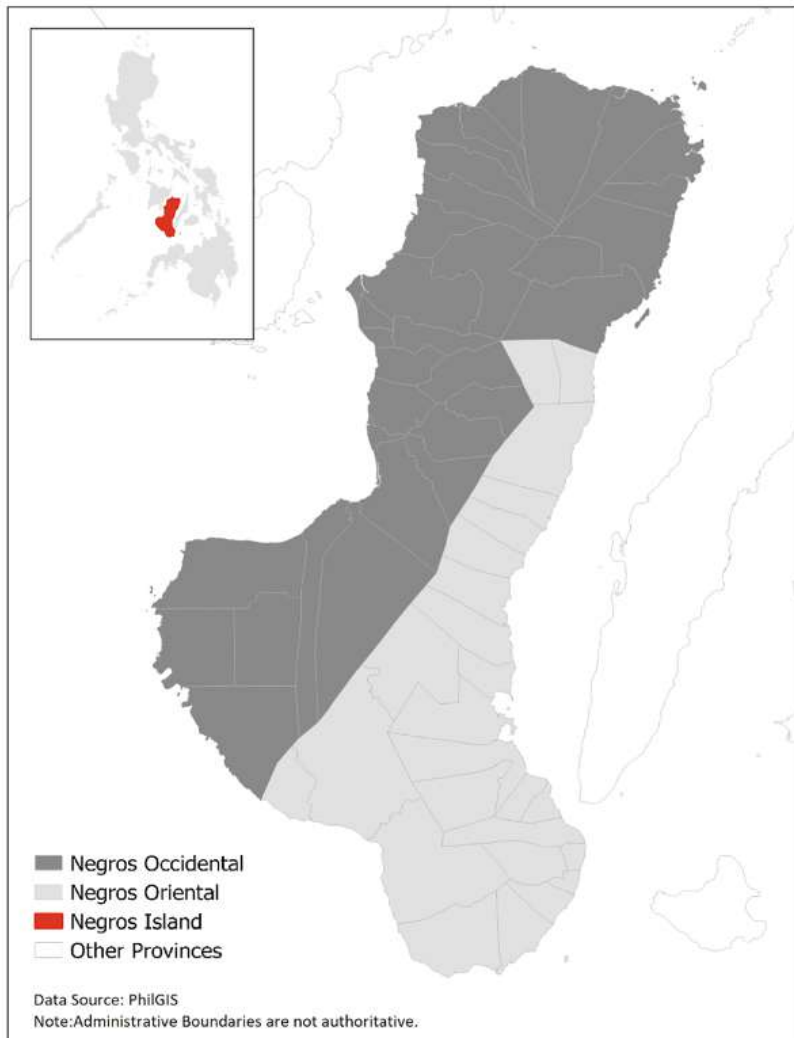 Negros Occidental
Negros Oriental
Negros Island
Other Provinces
Data Source: PhilGIS
Note:Administrative Boundaries are not authoritative.